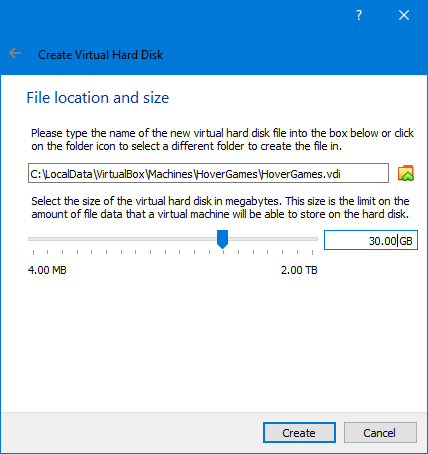 ?
Create Virtual Hard Disk
File location and size
Please type the name of the new virtual hard disk file into the box below or click
on the folder icon to select a different folder to create the file in.
C:\LocalData\VirtualBox\Machines\HoverGames\HoverGames.vdi
Select the size of the virtual hard disk in megabytes. This size is the limit on the
amount of file data that a virtual machine will be able to store on the hard disk.
30.00 GB
4.00 MB 2.00 TB
Create Cancel